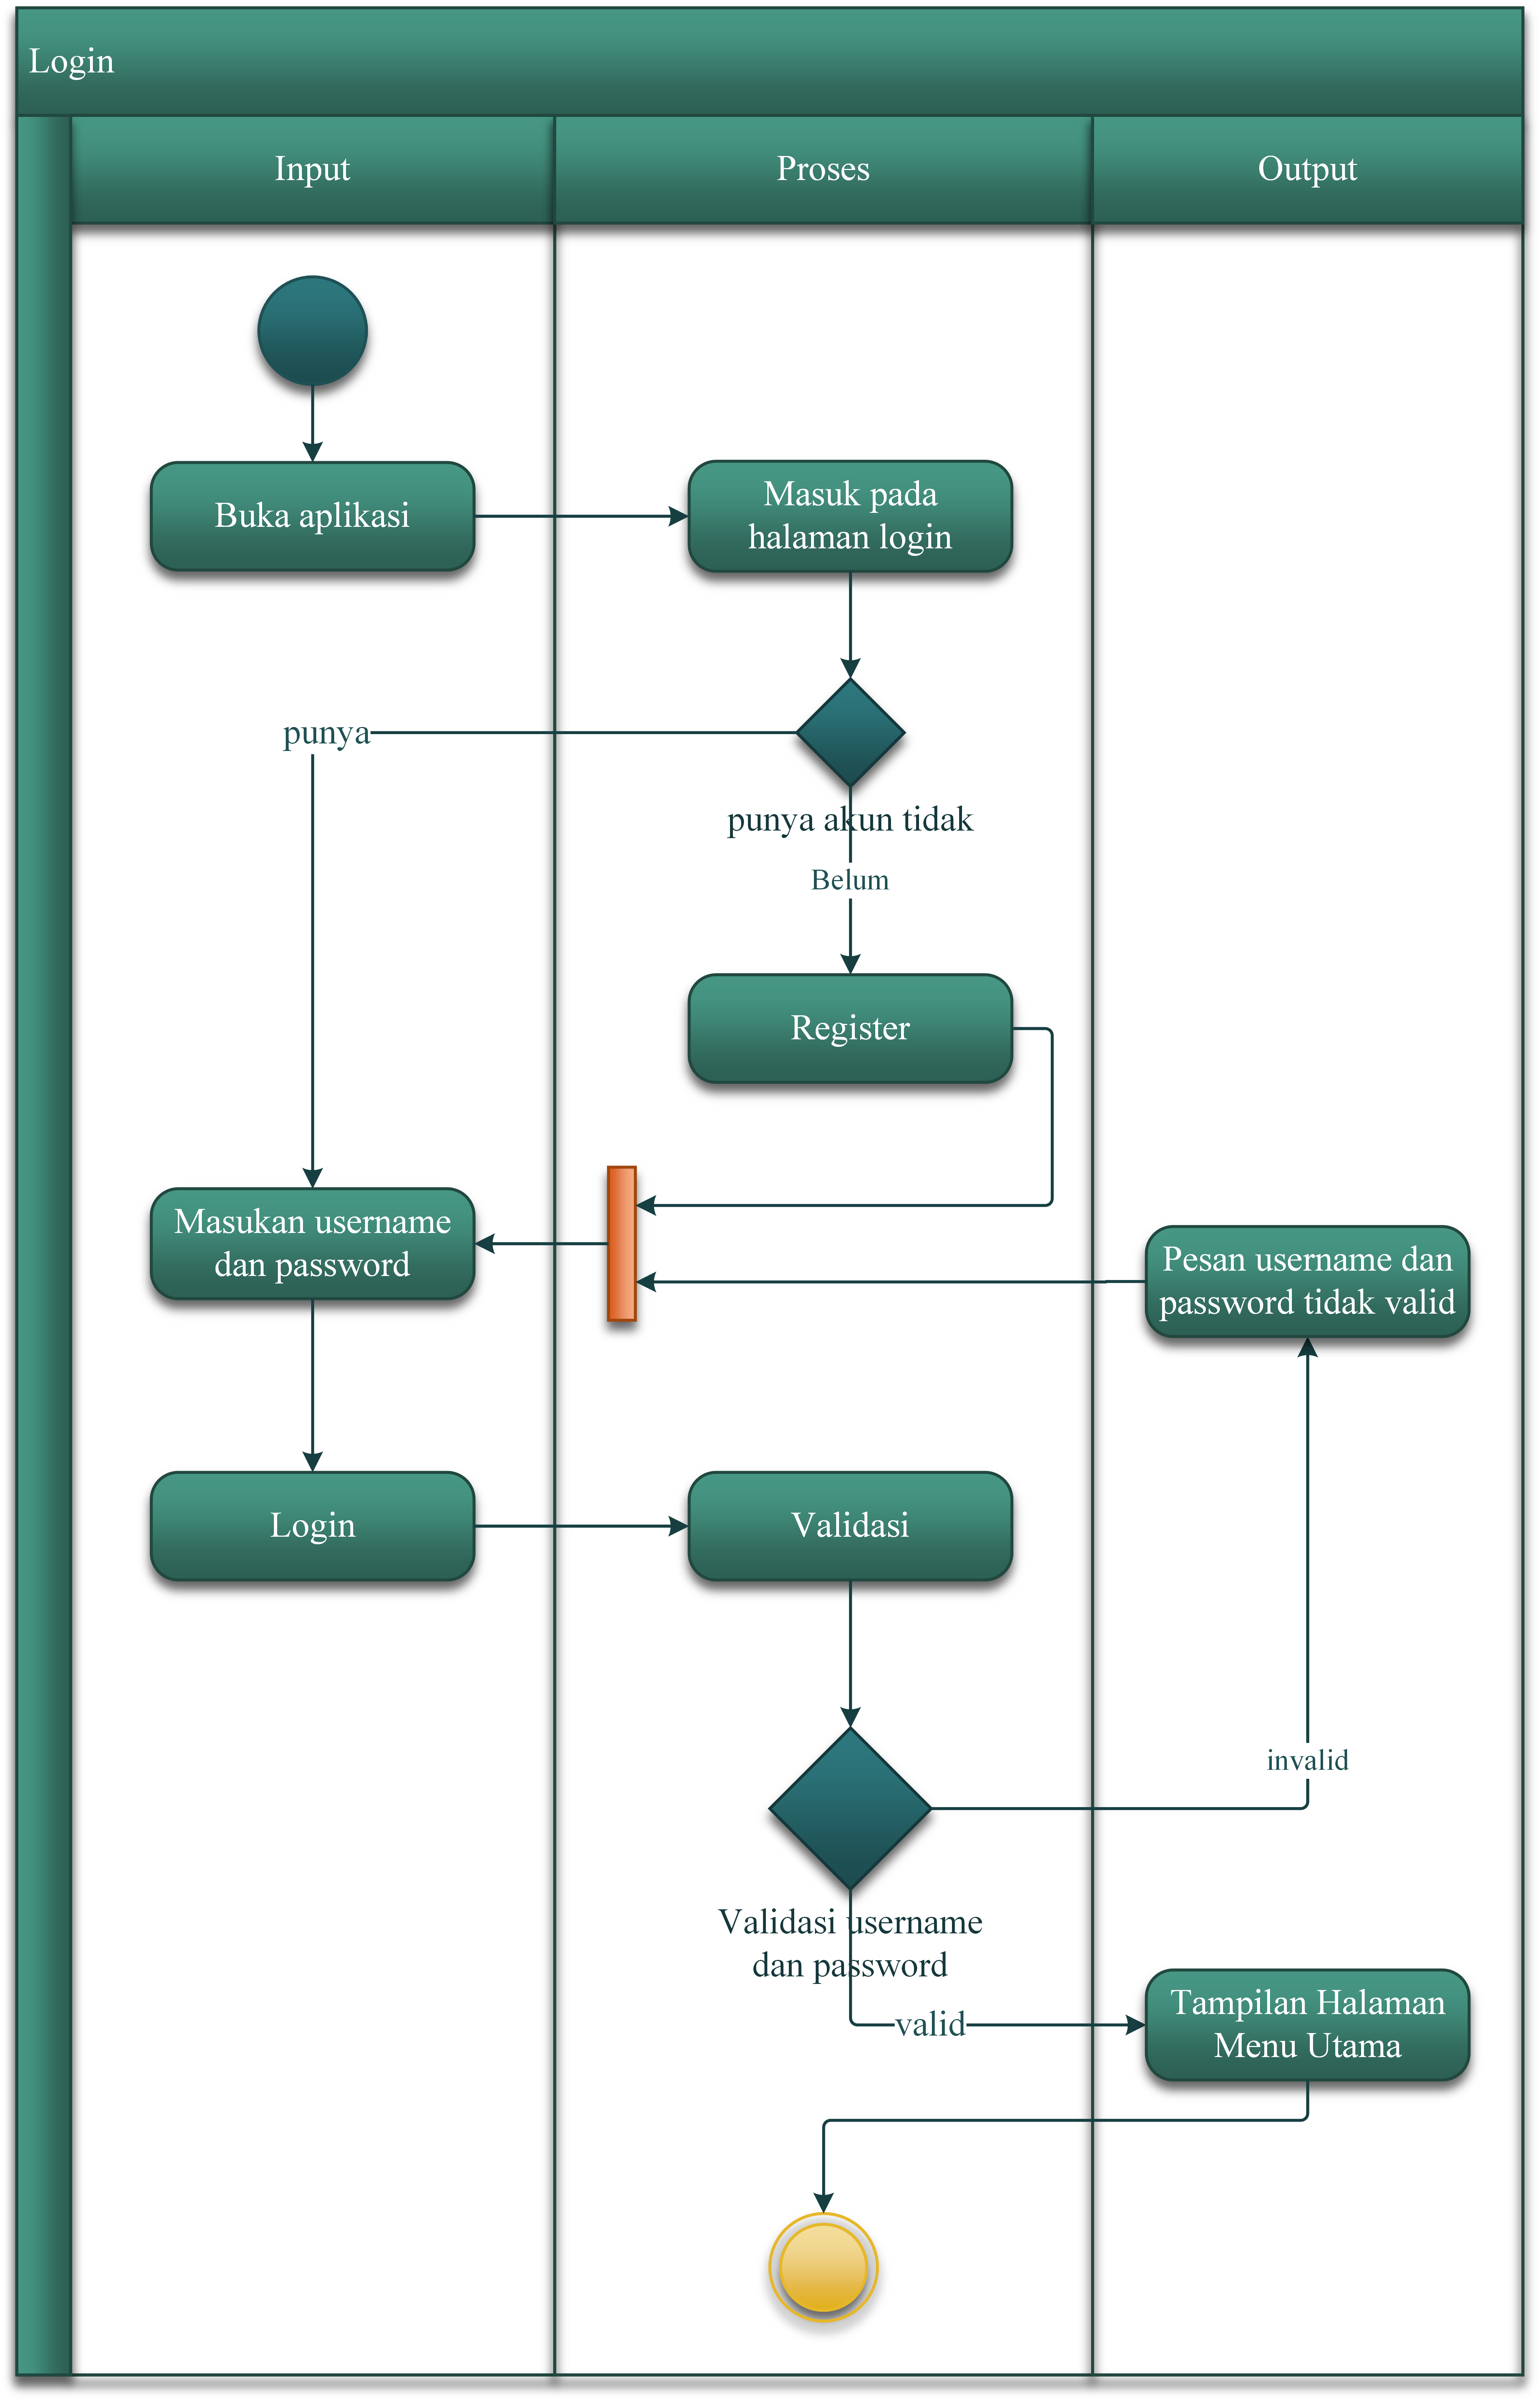 Login
Input
Proses
Output
Buka aplikasi
Masuk pada
halaman login
punya
punya akun tidak
Belum
Register
Masukan username
dan password
Pesan username dan
password tidak valid
Login
Validasi
invalid
Validasi username
dan password
valid
Tampilan Halaman
Menu Utama